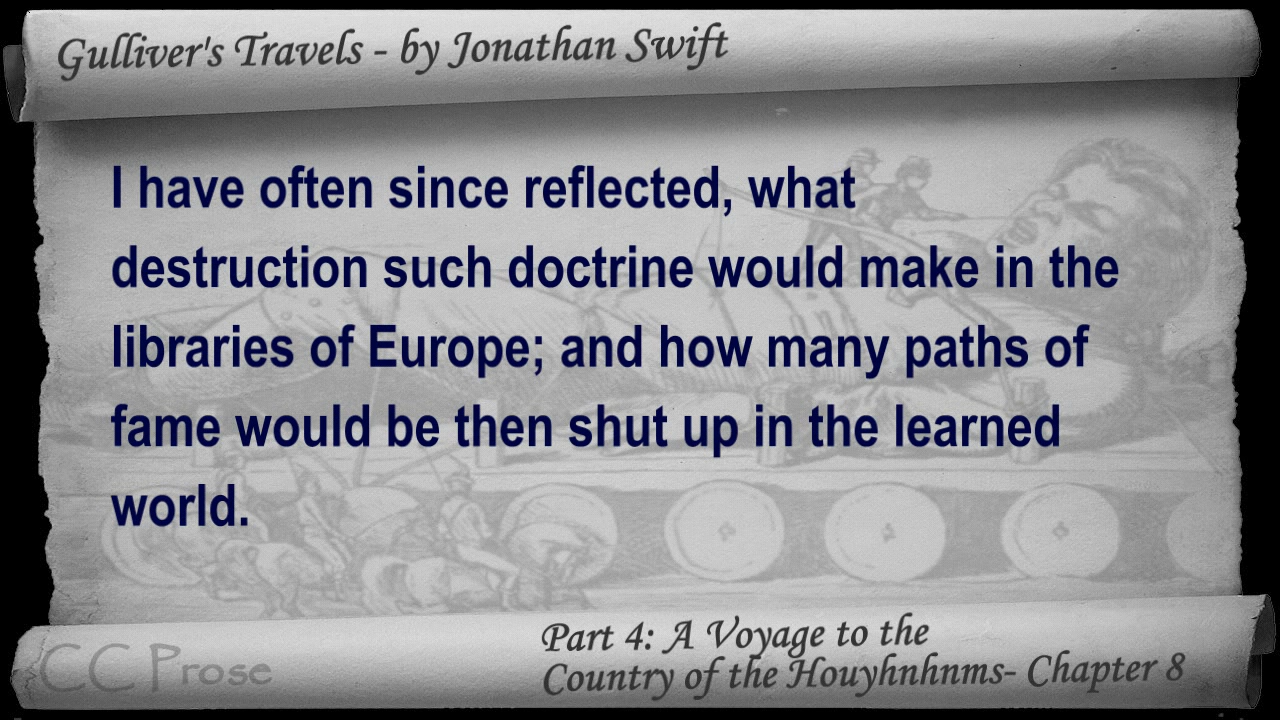 Gulliver's Travels - by Jonathan Swift
I have often since reflected, what
destruction such doctrine would make in the
libraries of Europe; and how many paths of
fame would be then shut up in the learned
world.
Part 4: A Voyage to the
Country of the Houyhnhnms- Chapter 8
CC Prose